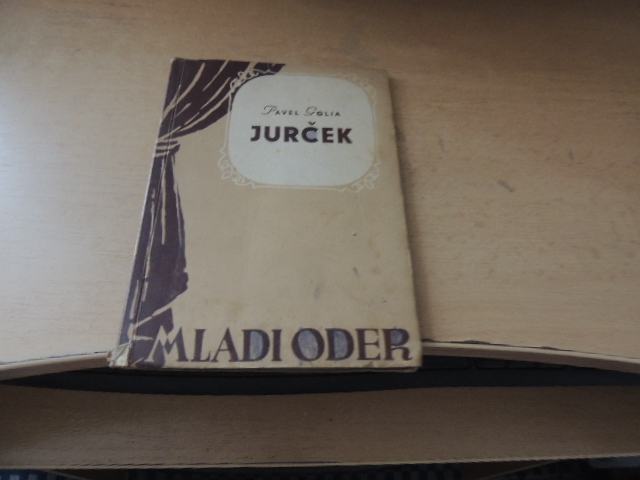 PAVEL GOLIA
JURČEK
MLADI ODER